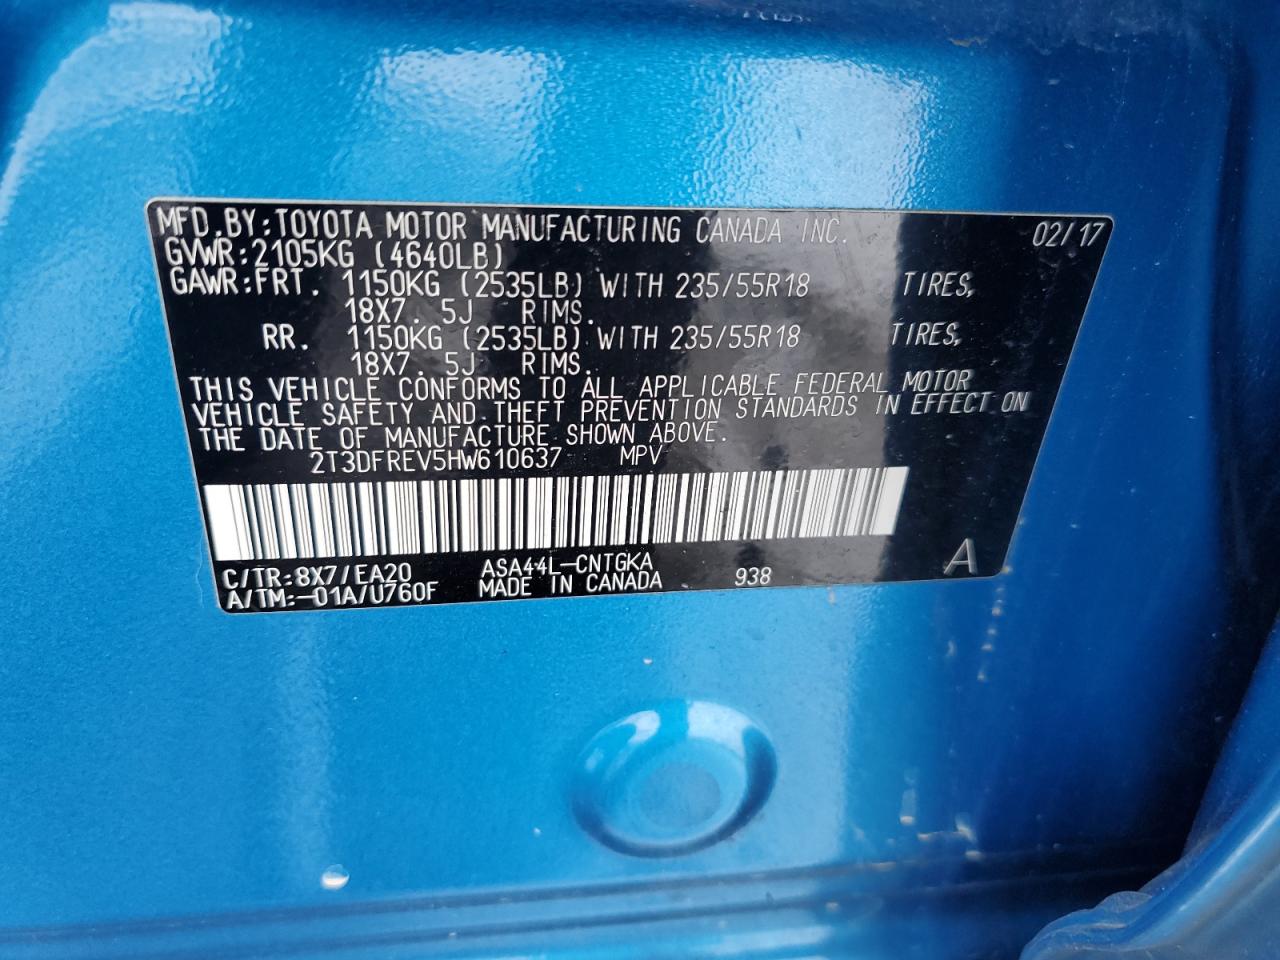 MFD.BY:TOYOTA MOTOR MANUFACTURING CANADA INC. 02/17
GVWR:2105KG (4640LB)
GAWR:FRT. 1150KG (2535LB) WITH 235/55R18 TIRES,
18X7. 5J RIMS.
RR. 1150KG (2535LB) WITH 235/55R18 TIRES,
18X7. 5J RIMS.
THIS VEHICLE CONFORMS TO ALL APPLICABLE FEDERAL MOTOR
VEHICLE SAFETY AND THEFT PREVENTION STANDARDS IN EFFECT ON
THE DATE OF MANUFACTURE SHOWN ABOVE.
2T3DFREV5HW610637 MPV
C/TR:8X7/EA20 ASA44L-CNTGKA A
A/TM:-01A/U760F MADE IN CANADA 938